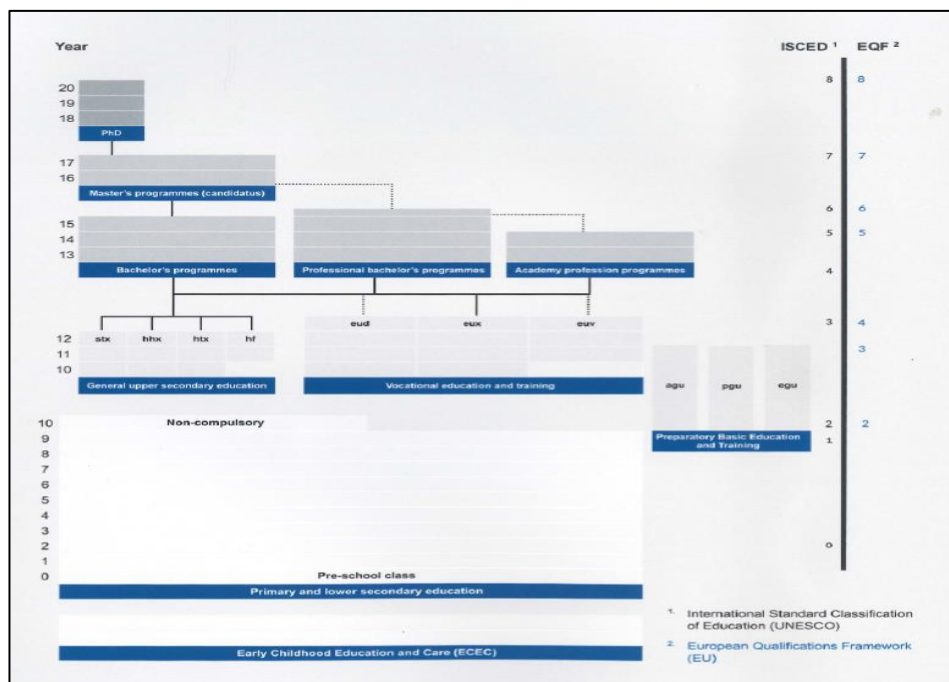 Year
ISCED 1
EQF 2
20
19
18
PhD
17
16
Master's programmes (candidatus)
15
14
13
Bachelor's programmes
Professional bachelor's programmes
Academy profession programmes
eud
eux
euv
12
stx
hhx
htx
hf
11
10
General upper secondary education
Vocational education and training
agu
pgu
egu
Preparatory Basic Education
and Training
10
Non-compulsory
9
8
7
6
5
4
3
2
1
0
Pre-school class
Primary and lower secondary education
Early Childhood Education and Care (ECEC)
8
8
7
7
6
6
5
5
4
3
4
3
2
2
1
0
1. International Standard Classification
of Education (UNESCO)
2. European Qualifications Framework
(EU)